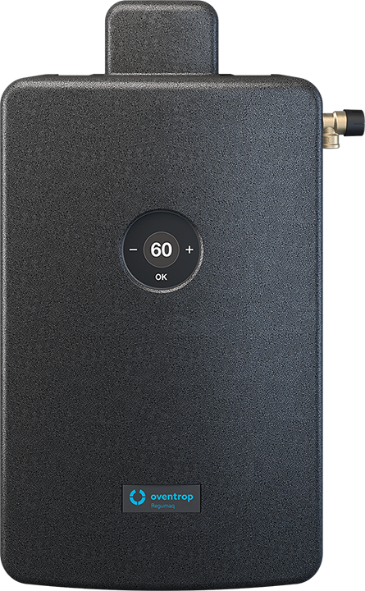 − 60 +
OK
oventrop
Regumaq